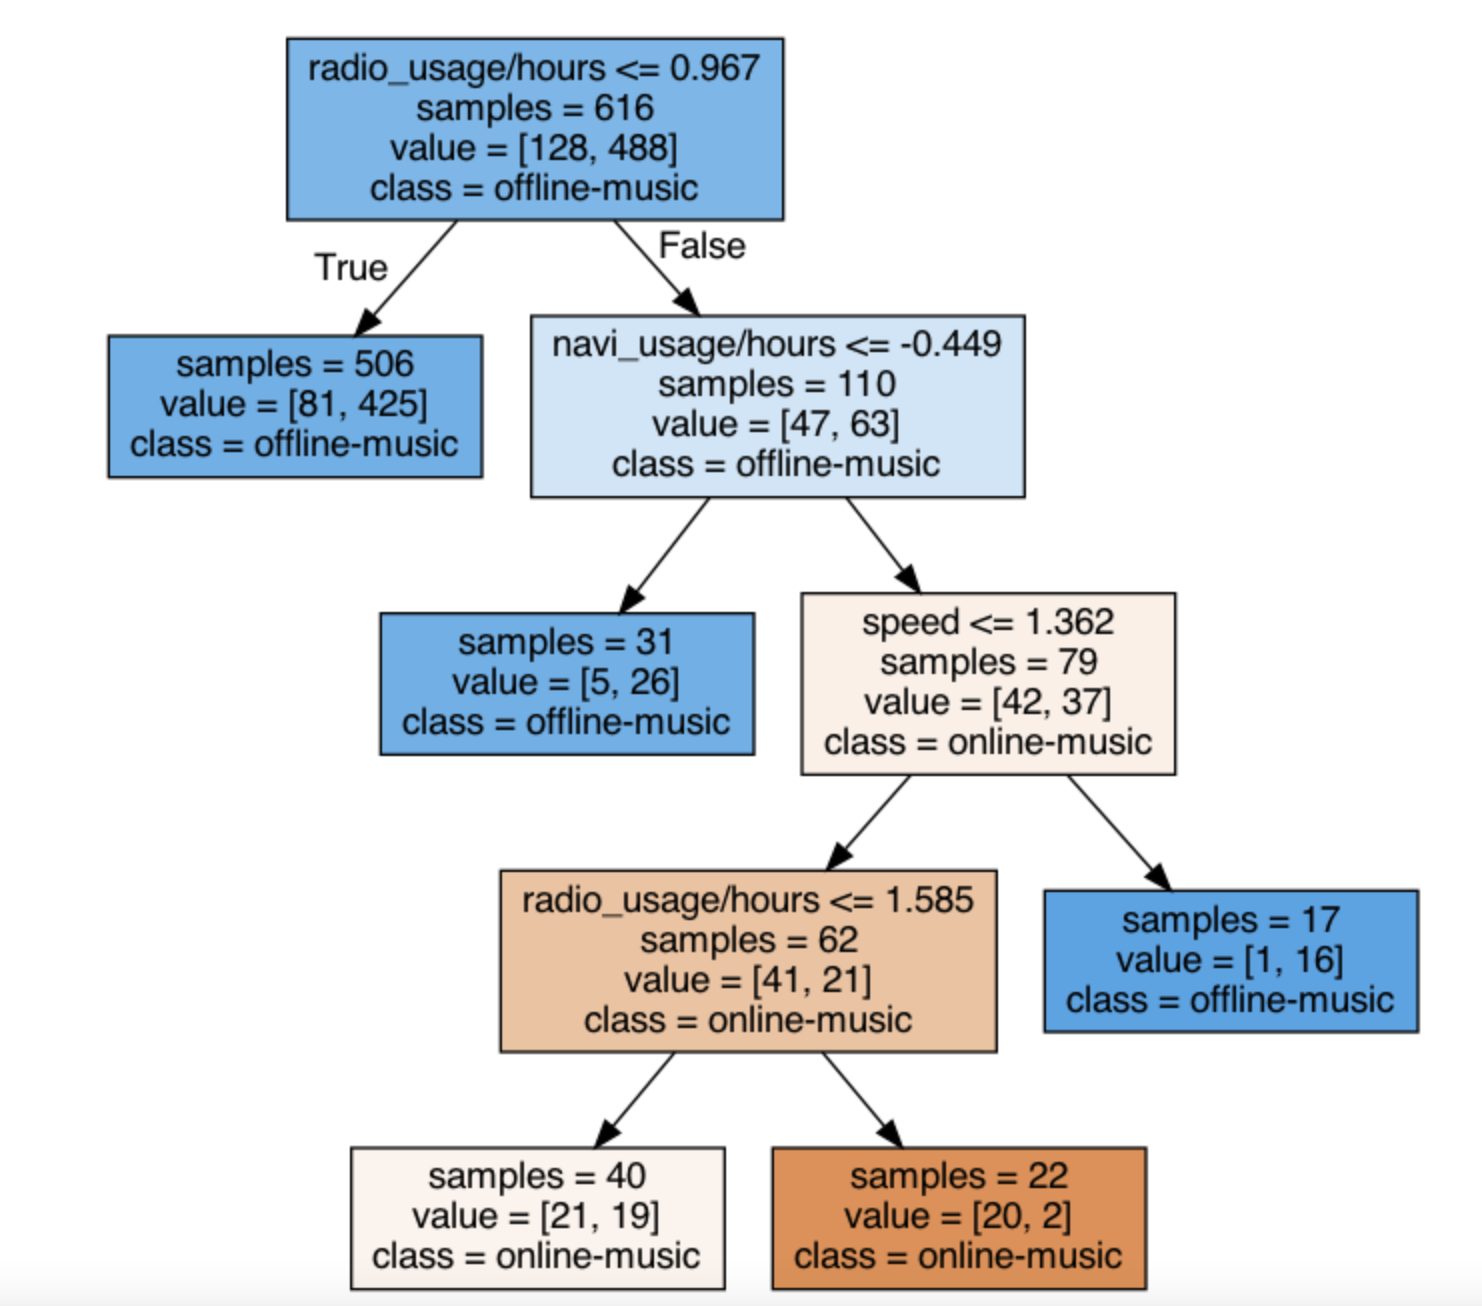 radio_usage/hours <= 0.967
samples = 616
value = [128, 488]
class = offline-music
True
False
samples = 506
value = [81, 425]
class = offline-music
navi_usage/hours <= -0.449
samples = 110
value = [47, 63]
class = offline-music
samples = 31
value = [5, 26]
class = offline-music
speed <= 1.362
samples = 79
value = [42, 37]
class = online-music
radio_usage/hours <= 1.585
samples = 62
value = [41, 21]
class = online-music
samples = 17
value = [1, 16]
class = offline-music
samples = 40
value = [21, 19]
class = online-music
samples = 22
value = [20, 2]
class = online-music